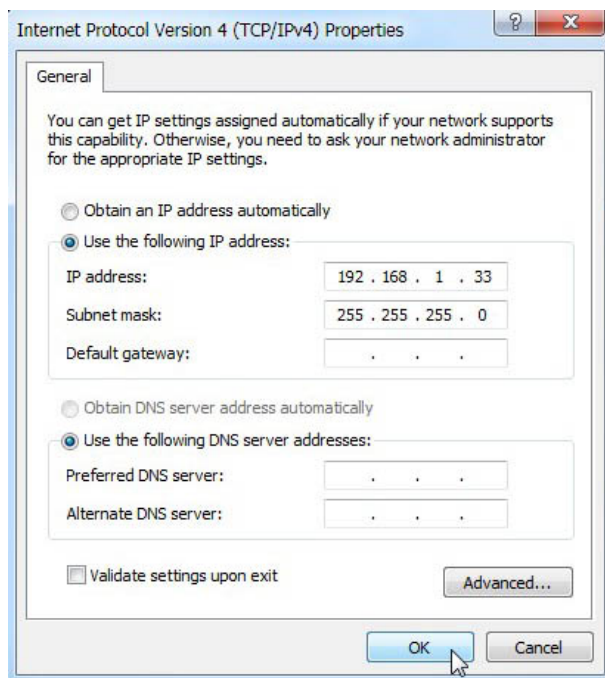 Internet Protocol Version 4 (TCP/IPv4) Properties
?
General
You can get IP settings assigned automatically if your network supports
this capability. Otherwise, you need to ask your network administrator
for the appropriate IP settings.
Obtain an IP address automatically
Use the following IP address:
IP address: 192 . 168 . 1 . 33
Subnet mask: 255 . 255 . 255 . 0
Default gateway: . . .
Obtain DNS server address automatically
Use the following DNS server addresses:
Preferred DNS server: . . .
Alternate DNS server: . . .
Validate settings upon exit
Advanced...
OK Cancel